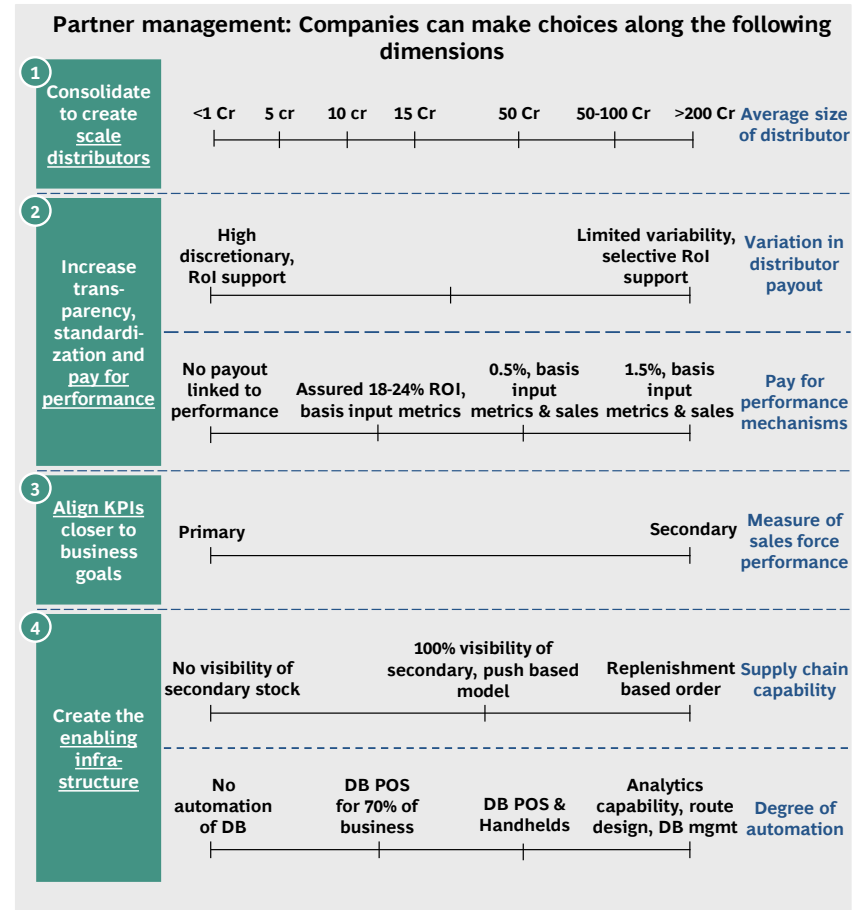 Partner management: Companies can make choices along the following
dimensions
1
Consolidate
to create
scale
distributors
<1 Cr
5 cr
10 cr
15 Cr
50 Cr
50-100 Cr
>200 Cr
Average size
of distributor
2
Increase
trans-
parency,
standardi-
zation and
pay for
performance
High
discretionary,
RoI support
Limited variability,
selective RoI
support
Variation in
distributor
payout
No payout
linked to
performance
Assured 18-24% ROI,
basis input metrics
0.5%, basis
input
metrics & sales
1.5%, basis
input
metrics & sales
Pay for
performance
mechanisms
3
Align KPIs
closer to
business
goals
Primary
Secondary
Measure of
sales force
performance
4
Create the
enabling
infra-
structure
No visibility of
secondary stock
100% visibility of
secondary, push based
model
Replenishment
based order
Supply chain
capability
No
automation
of DB
DB POS
for 70% of
business
DB POS &
Handhelds
Analytics
capability, route
design, DB mgmt
Degree of
automation